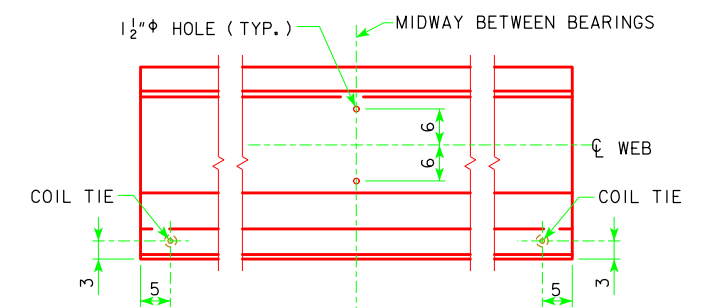 1½"φ HOLE (TYP.)
MIDWAY BETWEEN BEARINGS
6
6
℄ WEB
COIL TIE
COIL TIE
3
3
5
5